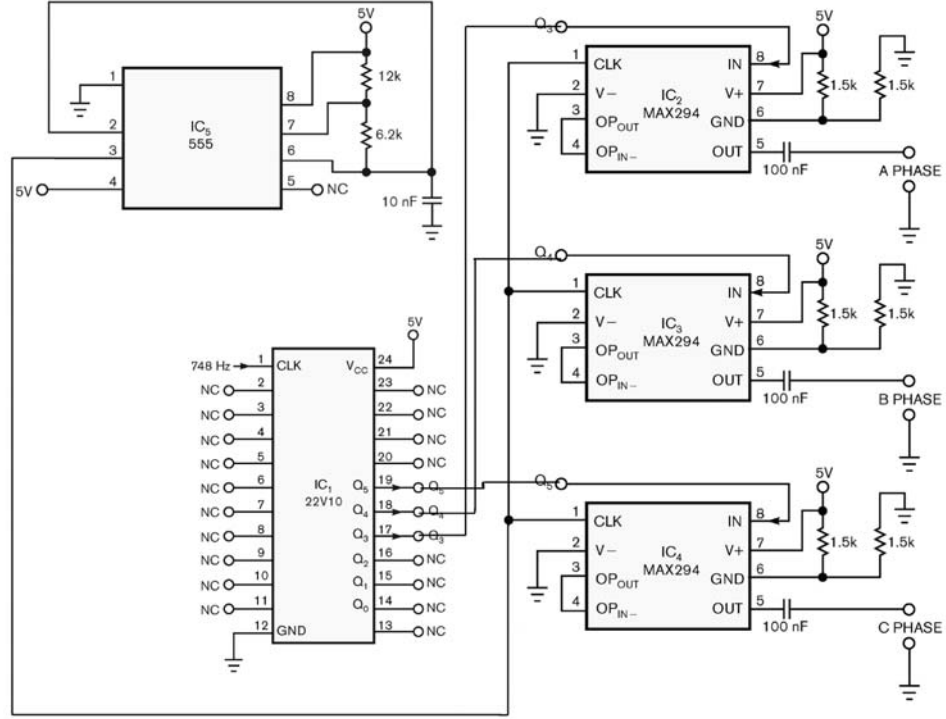 5V
1
2
3
4
5V
IC5
555
8
7
6
5
NC
12k
6.2k
10 nF
748 Hz
1
2
3
4
5
6
7
8
9
10
11
12
NC
NC
NC
NC
NC
NC
NC
NC
NC
NC
CLK
GND
IC1
22V10
VCC
Q5
Q4
Q3
Q2
Q1
Q0
24
23
22
21
20
19
18
17
16
15
14
13
5V
NC
NC
NC
NC
Q5
Q4
Q3
NC
NC
NC
NC
Q3
1
2
3
4
CLK
V−
OPOUT
OPIN−
IC2
MAX294
IN
V+
GND
OUT
8
7
6
5
5V
1.5k
1.5k
100 nF
A PHASE
Q4
1
2
3
4
CLK
V−
OPOUT
OPIN−
IC3
MAX294
IN
V+
GND
OUT
8
7
6
5
5V
1.5k
1.5k
100 nF
B PHASE
Q5
1
2
3
4
CLK
V−
OPOUT
OPIN−
IC4
MAX294
IN
V+
GND
OUT
8
7
6
5
5V
1.5k
1.5k
100 nF
C PHASE